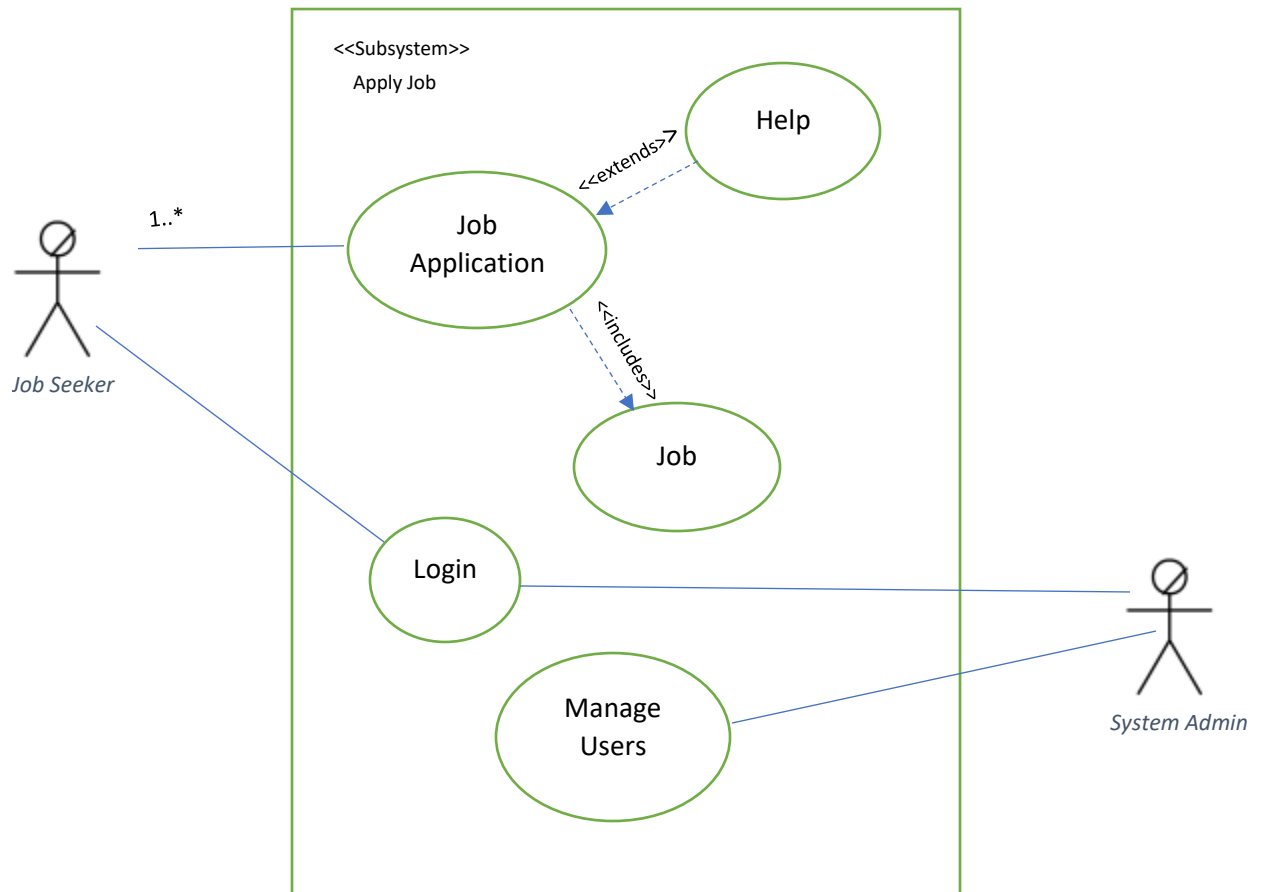 <<Subsystem>>
Apply Job
Help
<<extends>>
Job
Application
1..*
Job Seeker
<<includes>>
Job
Login
Manage
Users
System Admin